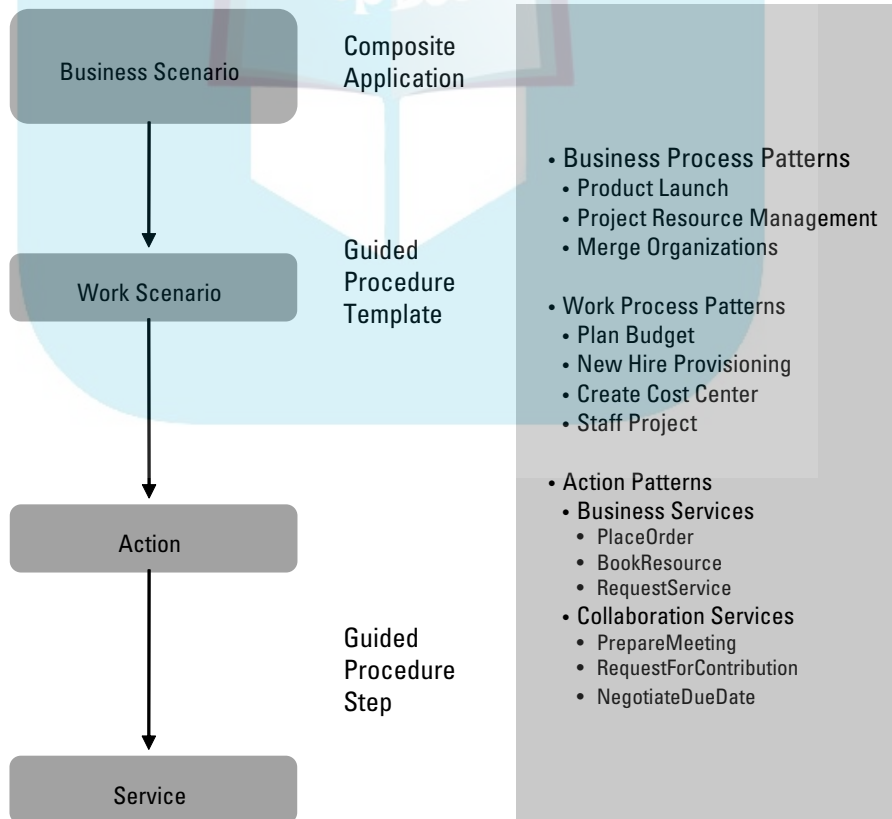 Business Scenario
Composite
Application
Work Scenario
Guided
Procedure
Template
Action
Guided
Procedure
Step
Service
• Business Process Patterns
• Product Launch
• Project Resource Management
• Merge Organizations
• Work Process Patterns
• Plan Budget
• New Hire Provisioning
• Create Cost Center
• Staff Project
• Action Patterns
• Business Services
• PlaceOrder
• BookResource
• RequestService
• Collaboration Services
• PrepareMeeting
• RequestForContribution
• NegotiateDueDate